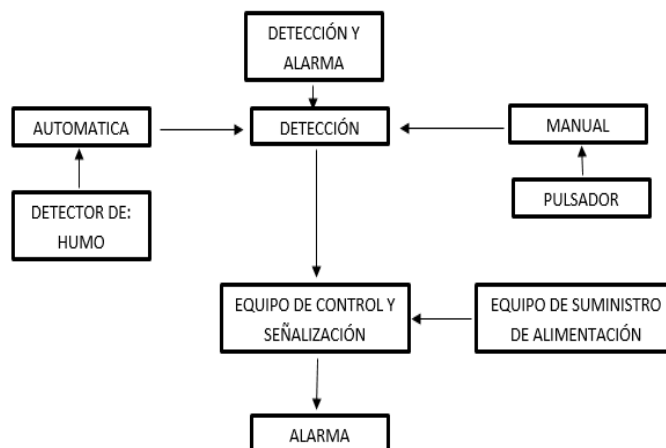 DETECCIÓN Y
ALARMA
AUTOMATICA
DETECCIÓN
MANUAL
DETECTOR DE:
HUMO
PULSADOR
EQUIPO DE CONTROL Y
SEÑALIZACIÓN
EQUIPO DE SUMINISTRO
DE ALIMENTACIÓN
ALARMA